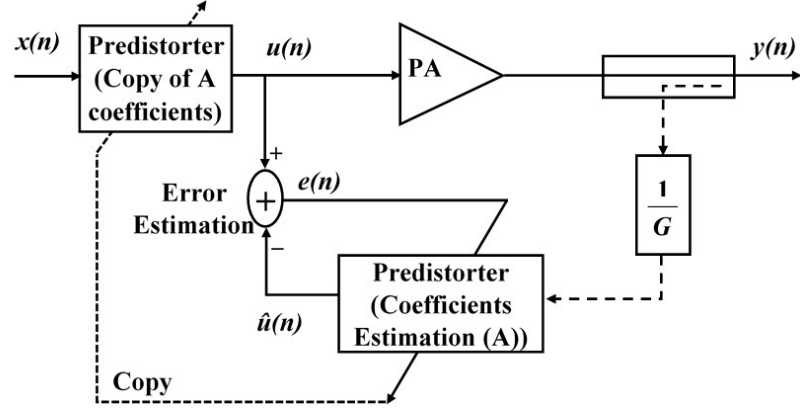 x(n)
Predistorter
(Copy of A
coefficients)
u(n)
PA
y(n)
+
Error
Estimation
+
e(n)
1
G
−
Predistorter
(Coefficients
Estimation (A))
û(n)
Copy